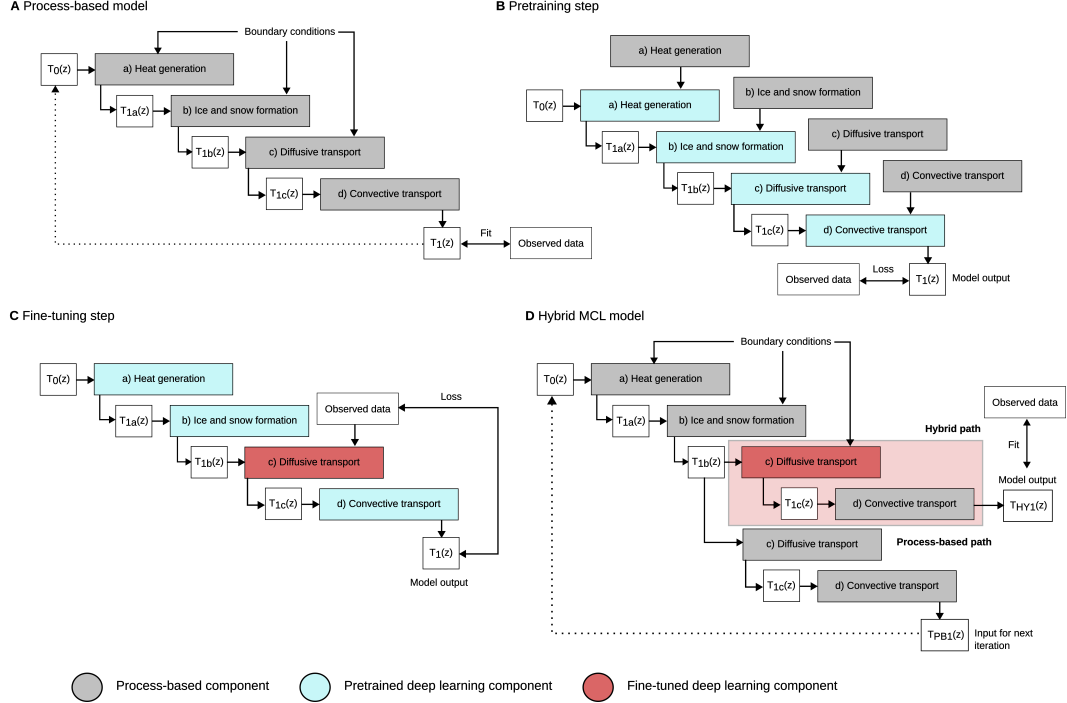 A Process-based model
Boundary conditions
T0(z)
a) Heat generation
T1a(z)
b) Ice and snow formation
T1b(z)
c) Diffusive transport
T1c(z)
d) Convective transport
T1(z)
Fit
Observed data
B Pretraining step
a) Heat generation
T0(z)
a) Heat generation
b) Ice and snow formation
T1a(z)
b) Ice and snow formation
c) Diffusive transport
T1b(z)
c) Diffusive transport
d) Convective transport
T1c(z)
d) Convective transport
Observed data
Loss
T1(z)
Model output
C Fine-tuning step
T0(z)
a) Heat generation
T1a(z)
b) Ice and snow formation
Observed data
Loss
T1b(z)
c) Diffusive transport
T1c(z)
d) Convective transport
T1(z)
Model output
D Hybrid MCL model
Boundary conditions
T0(z)
a) Heat generation
T1a(z)
b) Ice and snow formation
Observed data
Hybrid path
Fit
T1b(z)
c) Diffusive transport
Model output
T1c(z)
d) Convective transport
THY1(z)
c) Diffusive transport
Process-based path
T1c(z)
d) Convective transport
TPB1(z)
Input for next
iteration
Process-based component
Pretrained deep learning component
Fine-tuned deep learning component